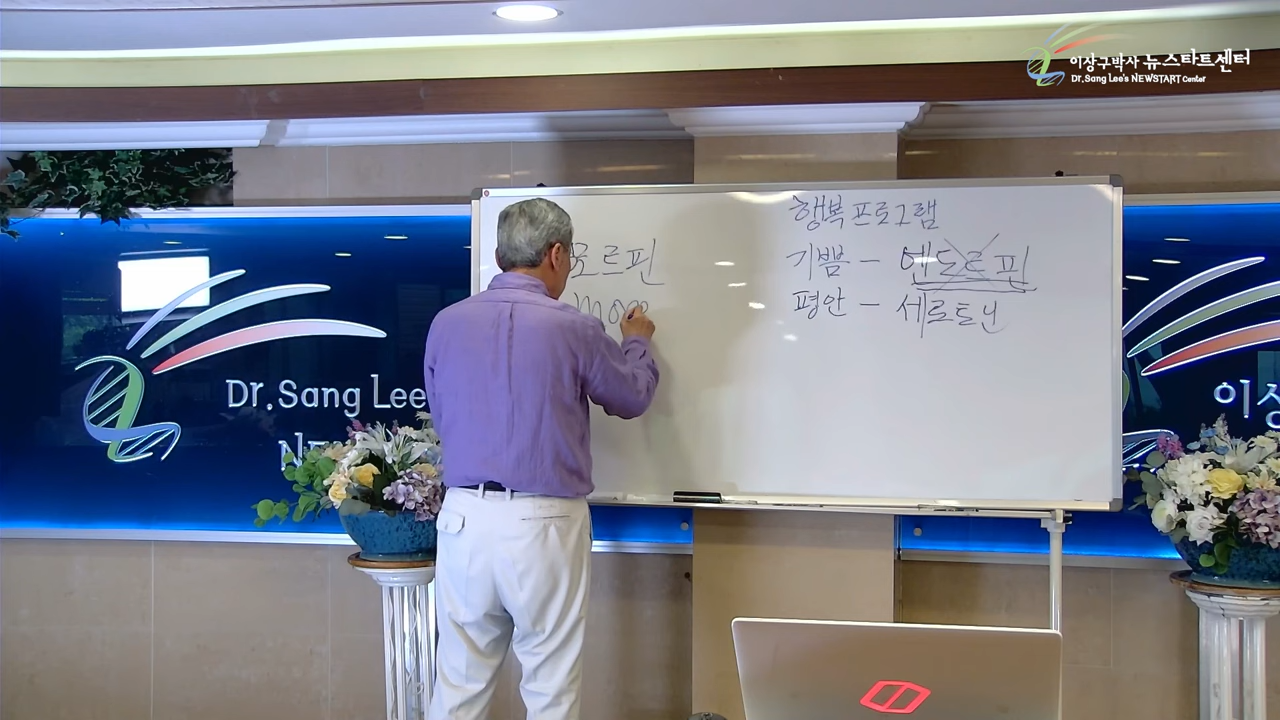 이상구박사 뉴스타트센터
Dr. Sang Lee's NEWSTART Center
행복 프로그램
기쁨 - 엔도르핀
평안 - 세로토닌
모르핀
Dr. Sang Lee
이상